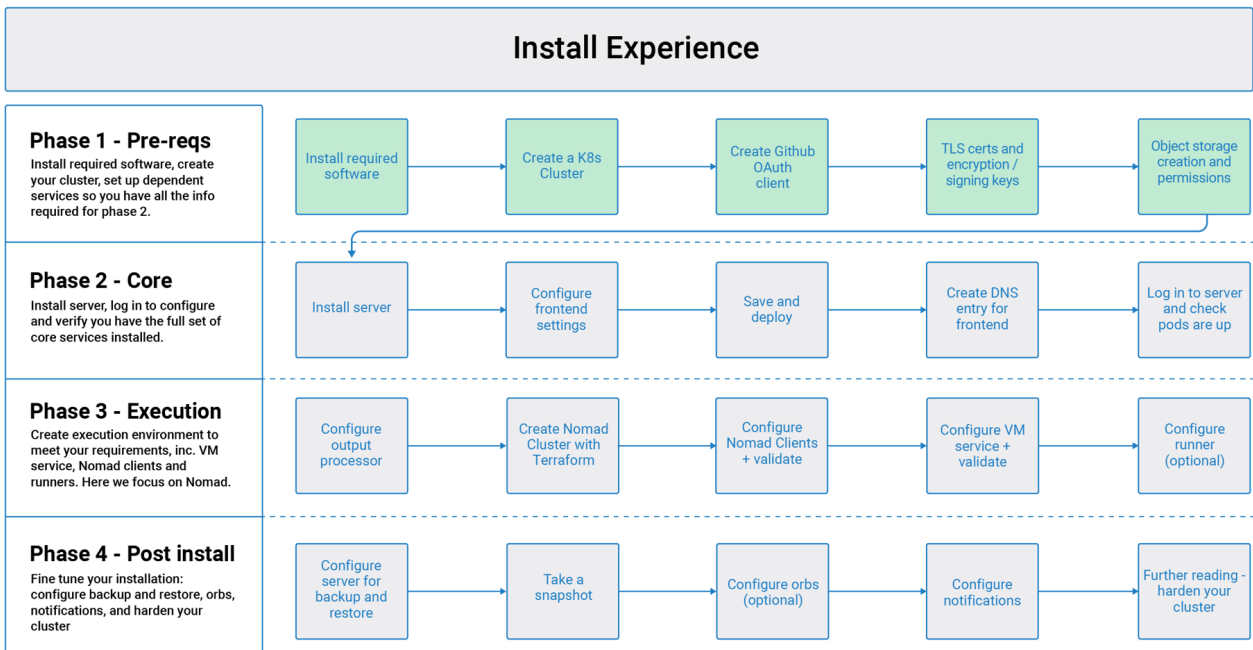 Install Experience
Phase 1 - Pre-reqs
Install required software, create
your cluster, set up dependent
services so you have all the info
required for phase 2.
Install required
software
Create a K8s
Cluster
Create Github
OAuth
client
TLS certs and
encryption /
signing keys
Object storage
creation and
permissions
Phase 2 - Core
Install server, log in to configure
and verify you have the full set of
core services installed.
Install server
Configure
frontend
settings
Save and
deploy
Create DNS
entry for
frontend
Log in to server
and check
pods are up
Phase 3 - Execution
Create execution environment to
meet your requirements, inc. VM
service, Nomad clients and
runners. Here we focus on Nomad.
Configure
output
processor
Create Nomad
Cluster with
Terraform
Configure
Nomad Clients
+ validate
Configure VM
service +
validate
Configure
runner
(optional)
Phase 4 - Post install
Fine tune your installation:
configure backup and restore, orbs,
notifications, and harden your
cluster
Configure
server for
backup and
restore
Take a
snapshot
Configure orbs
(optional)
Configure
notifications
Further reading -
harden your
cluster